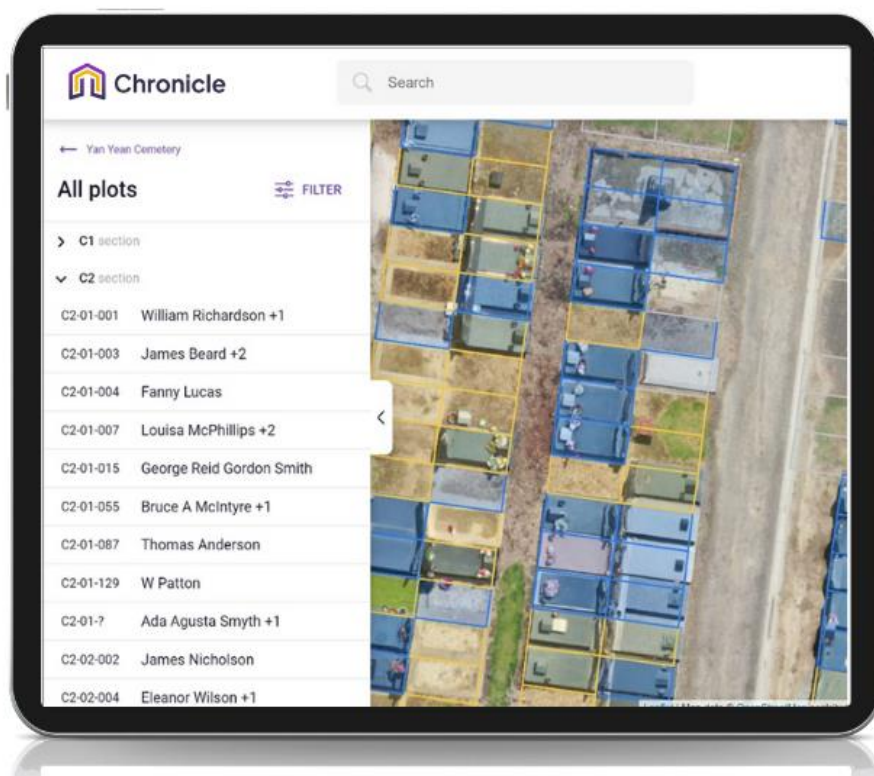 Chronicle
Search
← Yan Yean Cemetery
All plots
FILTER
C1 section
C2 section
C2-01-001 William Richardson +1
C2-01-003 James Beard +2
C2-01-004 Fanny Lucas
C2-01-007 Louisa McPhillips +2
C2-01-015 George Reid Gordon Smith
C2-01-055 Bruce A McIntyre +1
C2-01-087 Thomas Anderson
C2-01-129 W Patton
C2-01-? Ada Agusta Smyth +1
C2-02-002 James Nicholson
C2-02-004 Eleanor Wilson +1